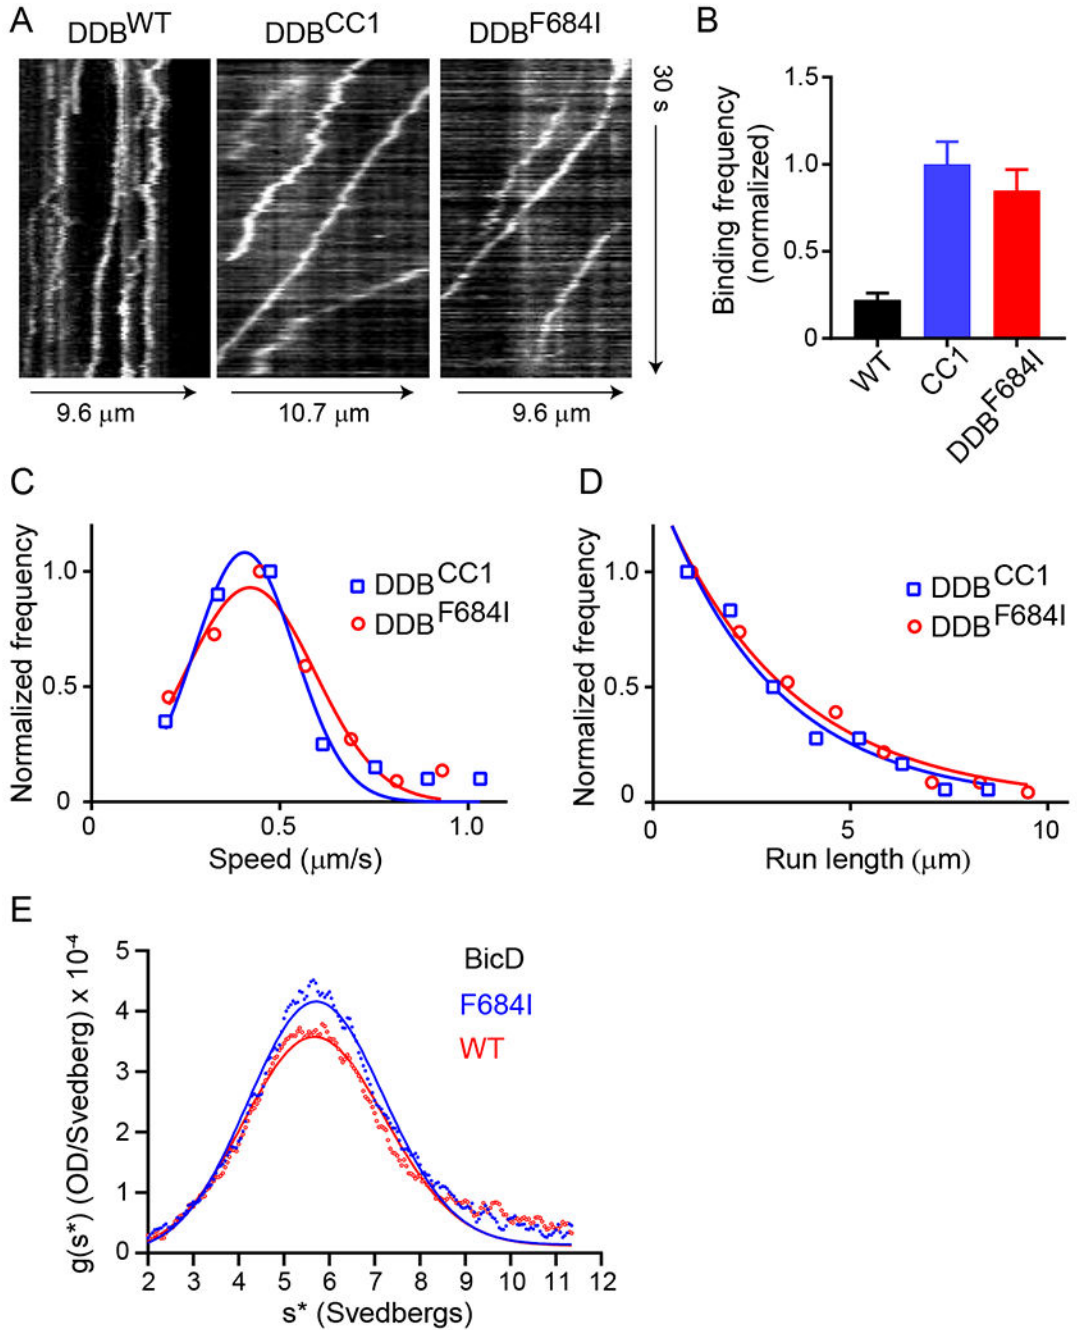 A
DDBWT
DDBCC1
DDBF684I
30 s
9.6 μm
10.7 μm
9.6 μm
B
Binding frequency
(normalized)
1.5
1.0
0.5
0
WT
CC1
DDBF684I
C
Normalized frequency
1.0
0.5
0
0
0.5
1.0
Speed (μm/s)
DDBCC1
DDBF684I
D
Normalized frequency
1.0
0.5
0
0
5
10
Run length (μm)
DDBCC1
DDBF684I
E
g(s*) (OD/Svedberg) x 10-4
5
4
3
2
1
0
2 3 4 5 6 7 8 9 10 11 12
s* (Svedbergs)
BicD
F684I
WT